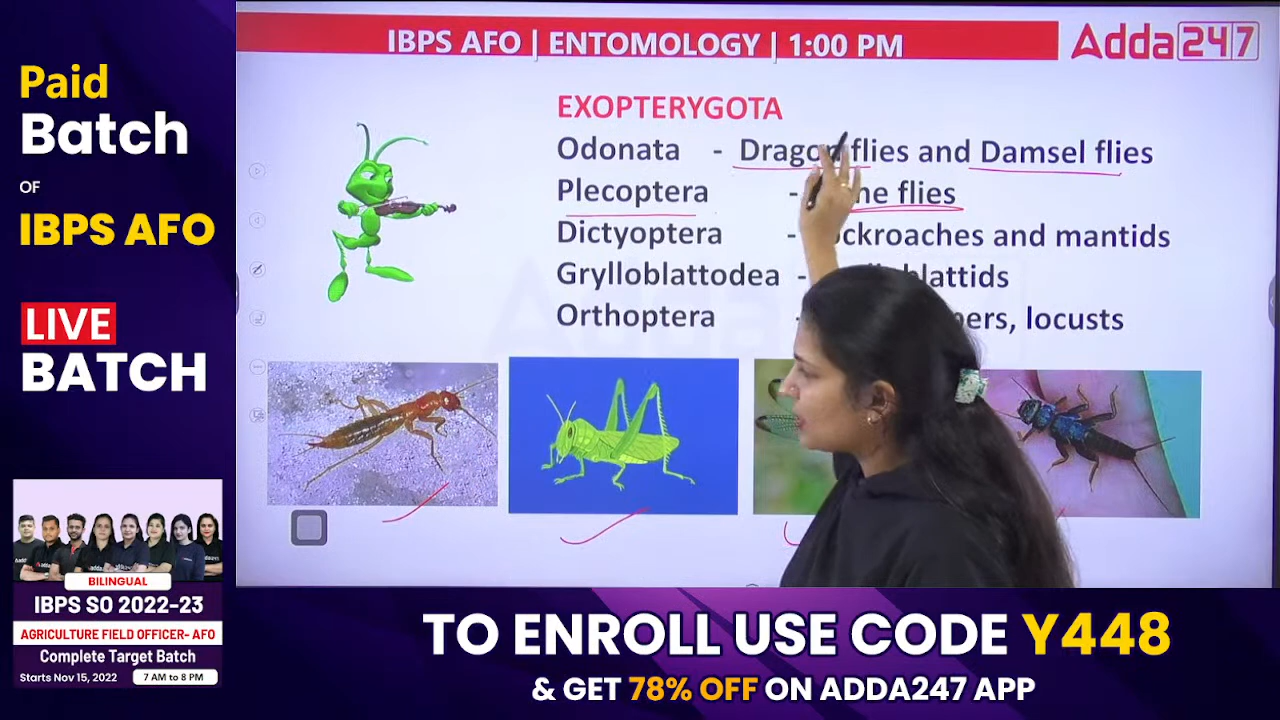 Paid
Batch
OF
IBPS AFO
LIVE
BATCH
BILINGUAL
IBPS SO 2022-23
AGRICULTURE FIELD OFFICER- AFO
Complete Target Batch
Starts Nov 15, 2022
7 AM to 8 PM
IBPS AFO | ENTOMOLOGY | 1:00 PM
Adda247
EXOPTERYGOTA
Odonata - Dragon flies and Damsel flies
Plecoptera - flies
Dictyoptera - and mantids
Grylloblattodea -
Orthoptera - locusts
TO ENROLL USE CODE Y448
& GET 78% OFF ON ADDA247 APP